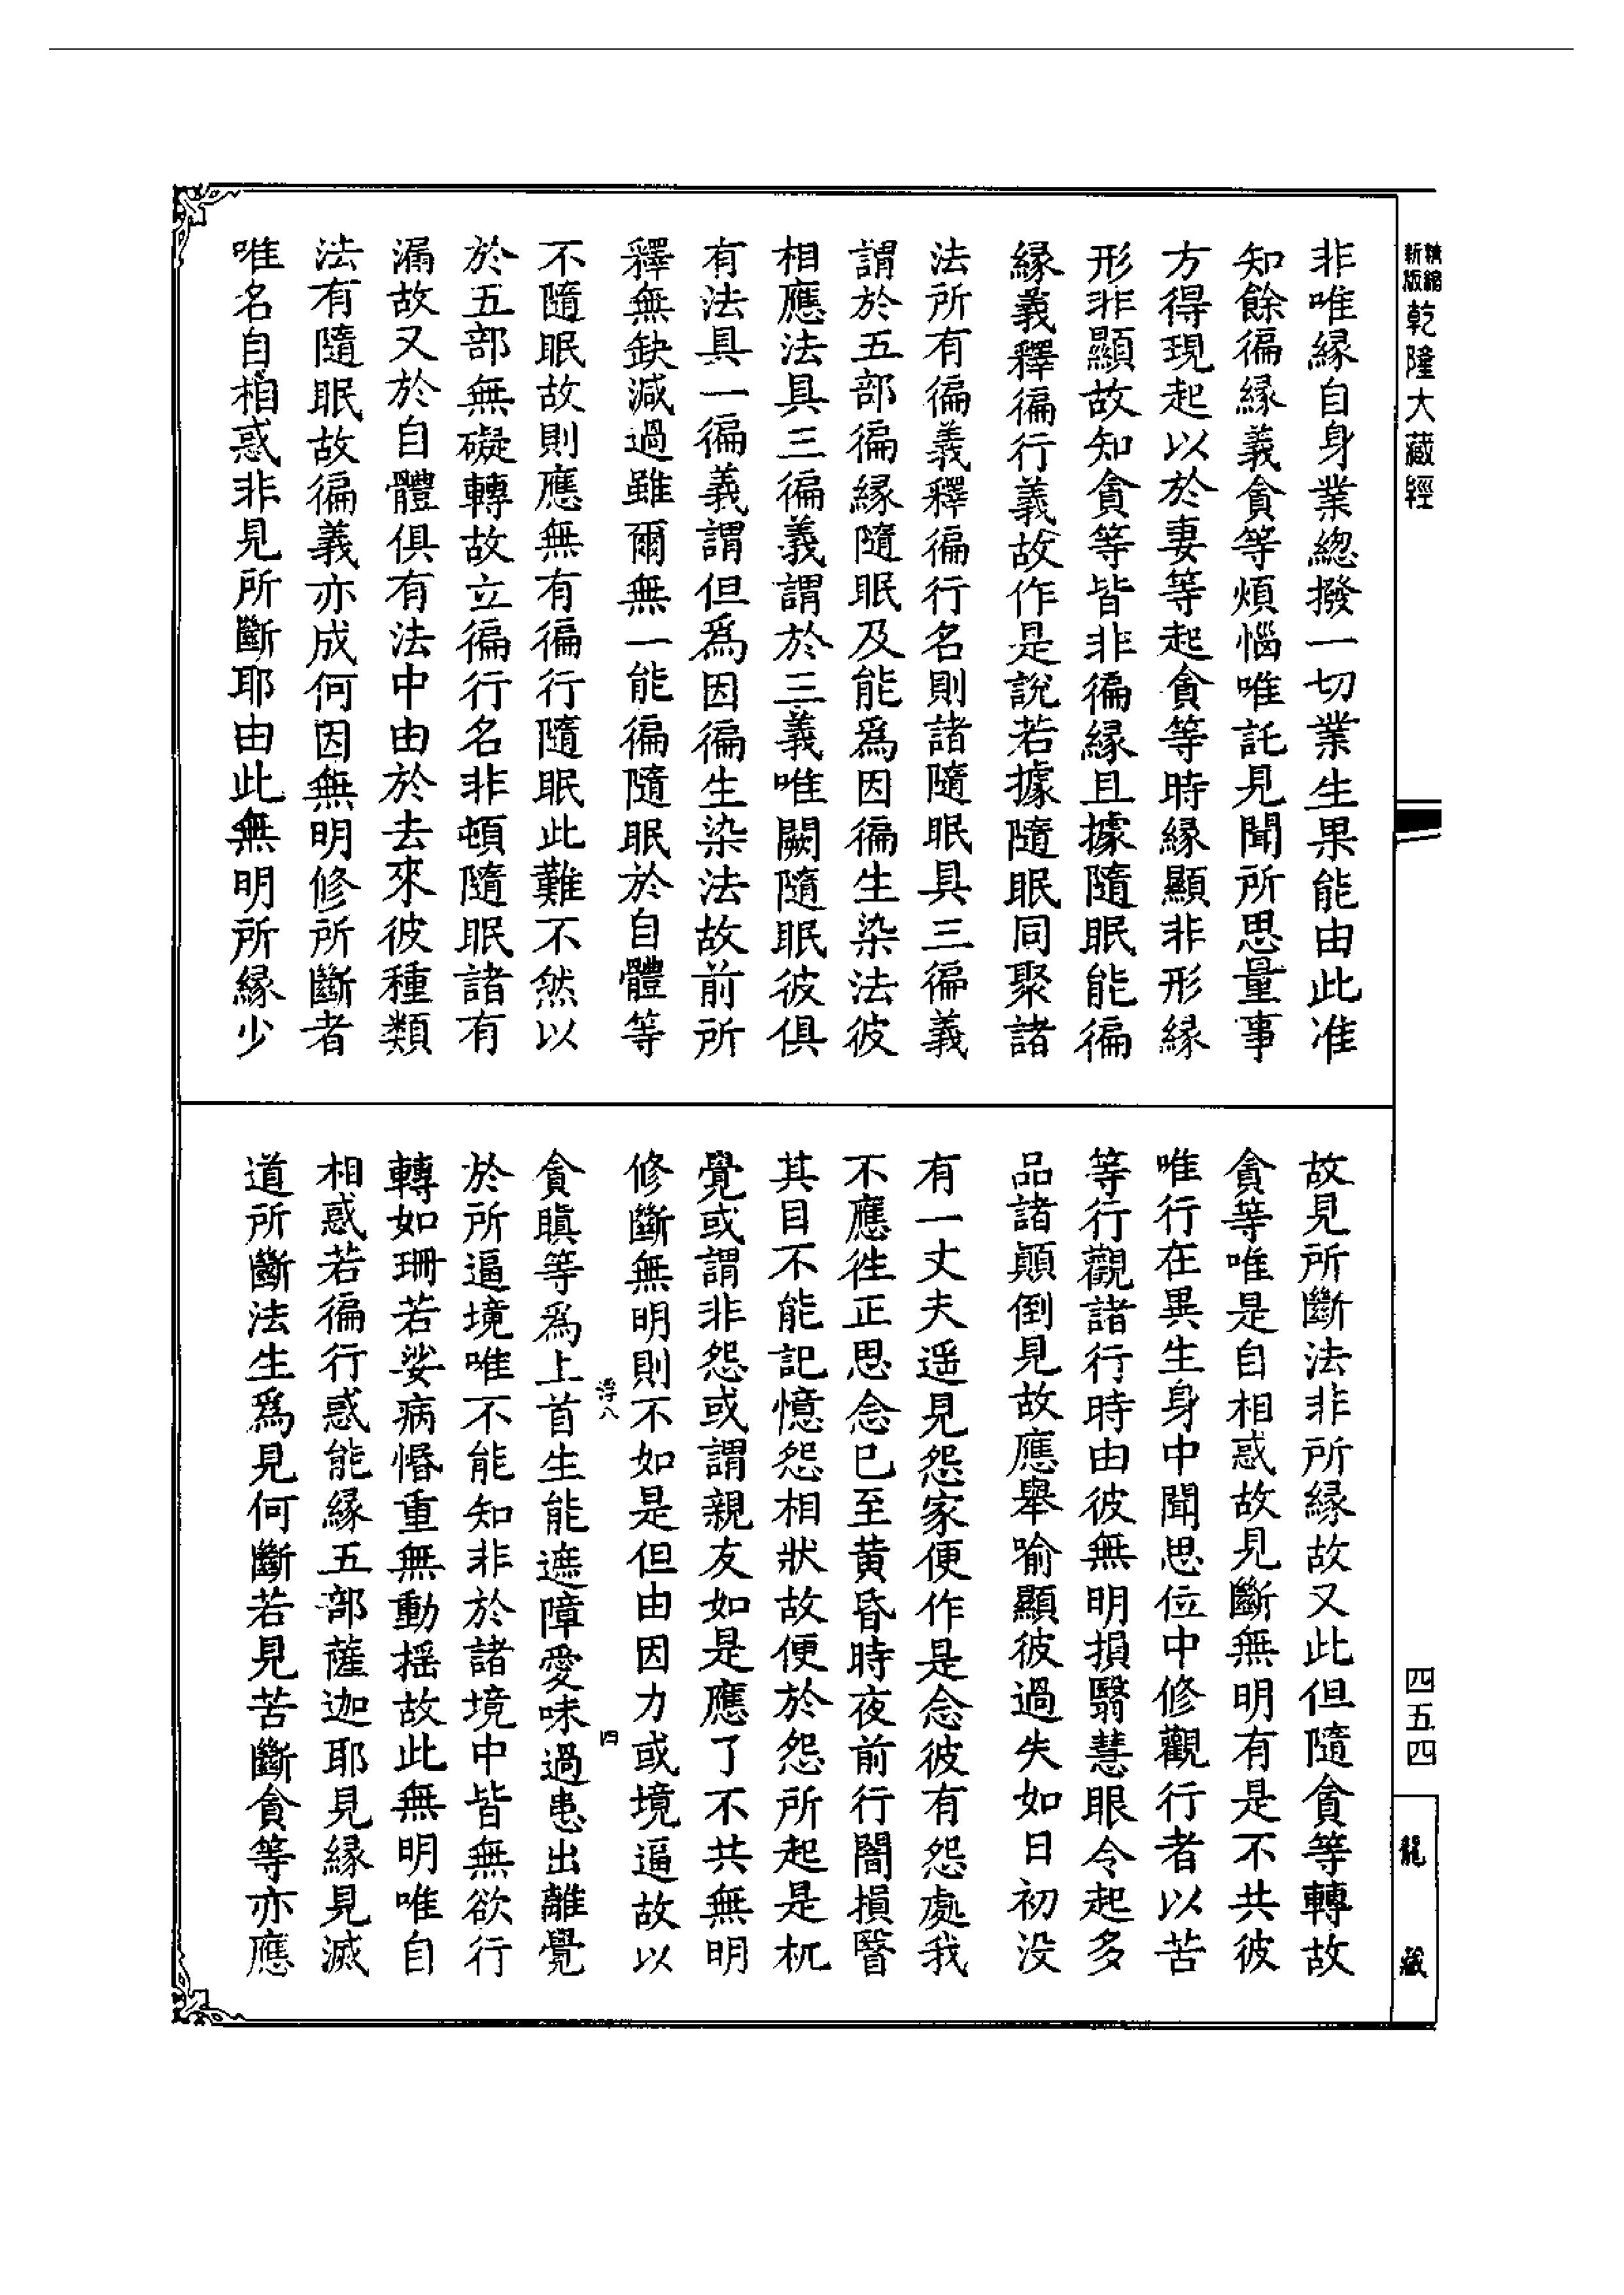 精縮新版 乾隆大藏經
非唯縁自身業緫撥一切業生果能由此准
知餘徧縁義貪等煩惱唯託見聞所思量事
方得現起以於妻等起貪等時縁顯非形縁
形非顯故知貪等皆非徧縁且據隨眠能徧
縁義釋徧行義故作是說若據隨眠同聚諸
法所有徧義釋徧行名則諸隨眠具三徧義
謂於五部徧縁隨眠及能爲因徧生染法彼
相應法具三徧義謂於三義唯闕隨眠彼俱
有法具一徧義謂但爲因徧生染法故前所
釋無缺減過雖爾無一能徧隨眠於自體等
不隨眠故則應無有徧行隨眠此難不然以
於五部無礙轉故立徧行名非頓隨眠諸有
漏故又於自體俱有法中由於去來彼種類
法有隨眠故徧義亦成何因無明修所斷者
唯名自相惑非見所斷耶由此無明所縁少
故見所斷法非所縁故又此但隨貪等轉故
貪等唯是自相惑故見斷無明有是不共彼
唯行在異生身中聞思位中修觀行者以苦
等行觀諸行時由彼無明損翳慧眼令起多
品諸顛倒見故應舉喻顯彼過失如日初没
有一丈夫遥見怨家便作是念彼有怨處我
不應徃正思念已至黄昏時夜前行闇損瞖
其目不能記憶怨相狀故便於怨所起是杌
覺或謂非怨或謂親友如是應了不共無明
修斷無明則不如是但由因力或境逼故以
浮八 四
貪瞋等爲上首生能遮障愛味過患出離覺
於所逼境唯不能知非於諸境中皆無欲行
轉如珊若娑病惛重無動搖故此無明唯自
相惑若徧行惑能縁五部薩迦耶見縁見滅
道所斷法生爲見何斷若見苦斷貪等亦應
四五四
龍藏